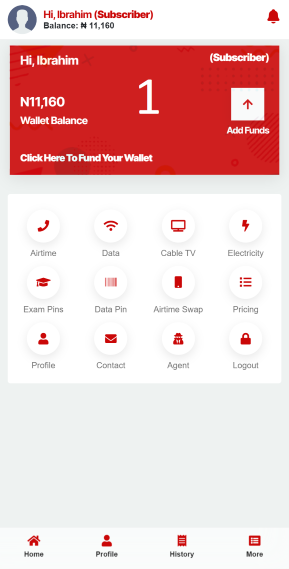 Hi, Ibrahim (Subscriber)
Balance: ₦ 11,160
Hi, Ibrahim
(Subscriber)
1
N11,160
Wallet Balance
Add Funds
Click Here To Fund Your Wallet
Airtime
Data
Cable TV
Electricity
Exam Pins
Data Pin
Airtime Swap
Pricing
Profile
Contact
Agent
Logout
Home
Profile
History
More